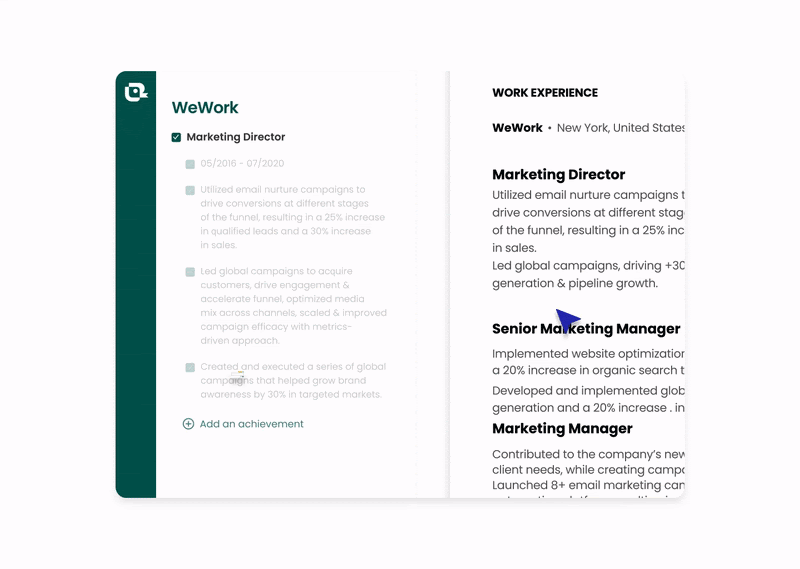 WeWork
Marketing Director
05/2016 - 07/2020
Utilized email nurture campaigns to
drive conversions at different stages
of the funnel, resulting in a 25% increase
in qualified leads and a 30% increase
in sales.
Led global campaigns to acquire
customers, drive engagement &
accelerate funnel, optimized media
mix across channels, scaled & improved
campaign efficacy with metrics-
driven approach.
Created and executed a series of global
campaigns that helped grow brand
awareness by 30% in targeted markets.
Add an achievement
WORK EXPERIENCE
WeWork • New York, United States
Marketing Director
Utilized email nurture campaigns t
drive conversions at different stag
of the funnel, resulting in a 25% inc
in sales.
Led global campaigns, driving +30
generation & pipeline growth.
Senior Marketing Manager
Implemented website optimization
a 20% increase in organic search t
Developed and implemented glob
generation and a 20% increase . in
Marketing Manager
Contributed to the company's new
client needs, while creating campa
Launched 8+ email marketing can